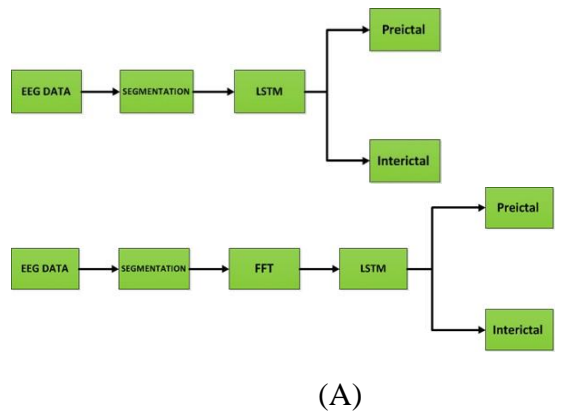 Preictal
EEG DATA
SEGMENTATION
LSTM
Interictal
Preictal
EEG DATA
SEGMENTATION
FFT
LSTM
Interictal
(A)